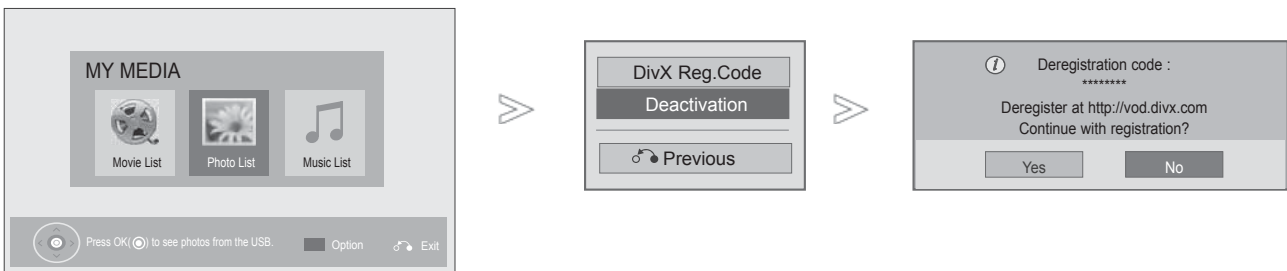 MY MEDIA
Movie List
Photo List
Music List
Press OK(◉) to see photos from the USB.
Option
Exit
DivX Reg.Code
Deactivation
Previous
i
Deregistration code :
********
Deregister at http://vod.divx.com
Continue with registration?
Yes
No